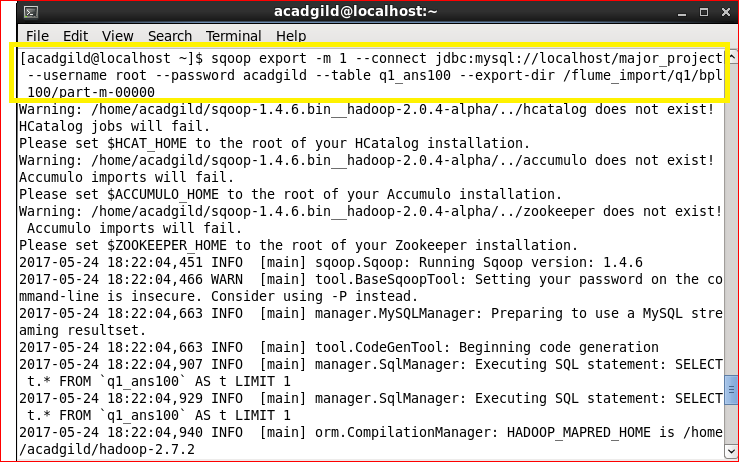 acadgild@localhost:~
File Edit View Search Terminal Help
[acadgild@localhost ~]$ sqoop export -m 1 --connect jdbc:mysql://localhost/major_project
 --username root --password acadgild --table q1_ans100 --export-dir /flume_import/q1/bpl
 100/part-m-00000
Warning: /home/acadgild/sqoop-1.4.6.bin__hadoop-2.0.4-alpha/../hcatalog does not exist!
HCatalog jobs will fail.
Please set $HCAT_HOME to the root of your HCatalog installation.
Warning: /home/acadgild/sqoop-1.4.6.bin__hadoop-2.0.4-alpha/../accumulo does not exist!
Accumulo imports will fail.
Please set $ACCUMULO_HOME to the root of your Accumulo installation.
Warning: /home/acadgild/sqoop-1.4.6.bin__hadoop-2.0.4-alpha/../zookeeper does not exist!
 Accumulo imports will fail.
Please set $ZOOKEEPER_HOME to the root of your Zookeeper installation.
2017-05-24 18:22:04,451 INFO  [main] sqoop.Sqoop: Running Sqoop version: 1.4.6
2017-05-24 18:22:04,466 WARN  [main] tool.BaseSqoopTool: Setting your password on the co
mmand-line is insecure. Consider using -P instead.
2017-05-24 18:22:04,663 INFO  [main] manager.MySQLManager: Preparing to use a MySQL stre
aming resultset.
2017-05-24 18:22:04,663 INFO  [main] tool.CodeGenTool: Beginning code generation
2017-05-24 18:22:04,907 INFO  [main] manager.SqlManager: Executing SQL statement: SELECT
 t.* FROM `q1_ans100` AS t LIMIT 1
2017-05-24 18:22:04,929 INFO  [main] manager.SqlManager: Executing SQL statement: SELECT
 t.* FROM `q1_ans100` AS t LIMIT 1
2017-05-24 18:22:04,940 INFO  [main] orm.CompilationManager: HADOOP_MAPRED_HOME is /home
/acadgild/hadoop-2.7.2